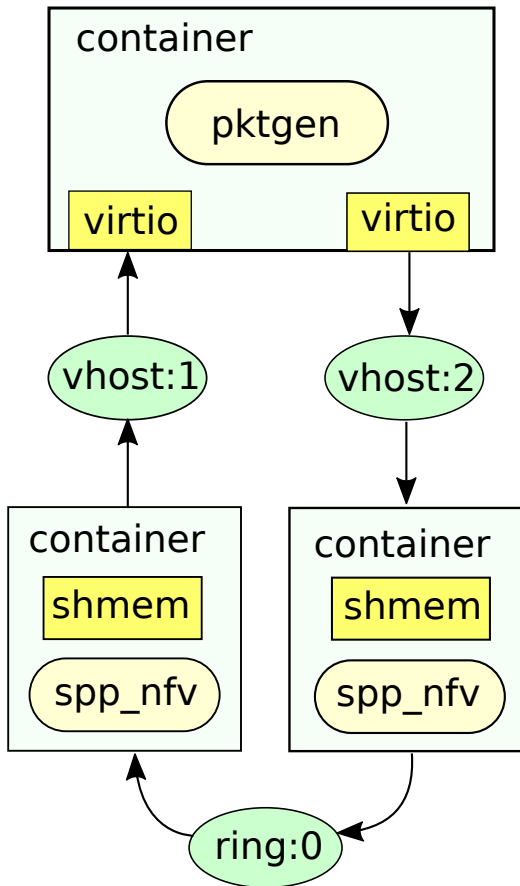 container
pktgen
virtio
virtio
vhost:1
vhost:2
container
shmem
spp_nfv
container
shmem
spp_nfv
ring:0